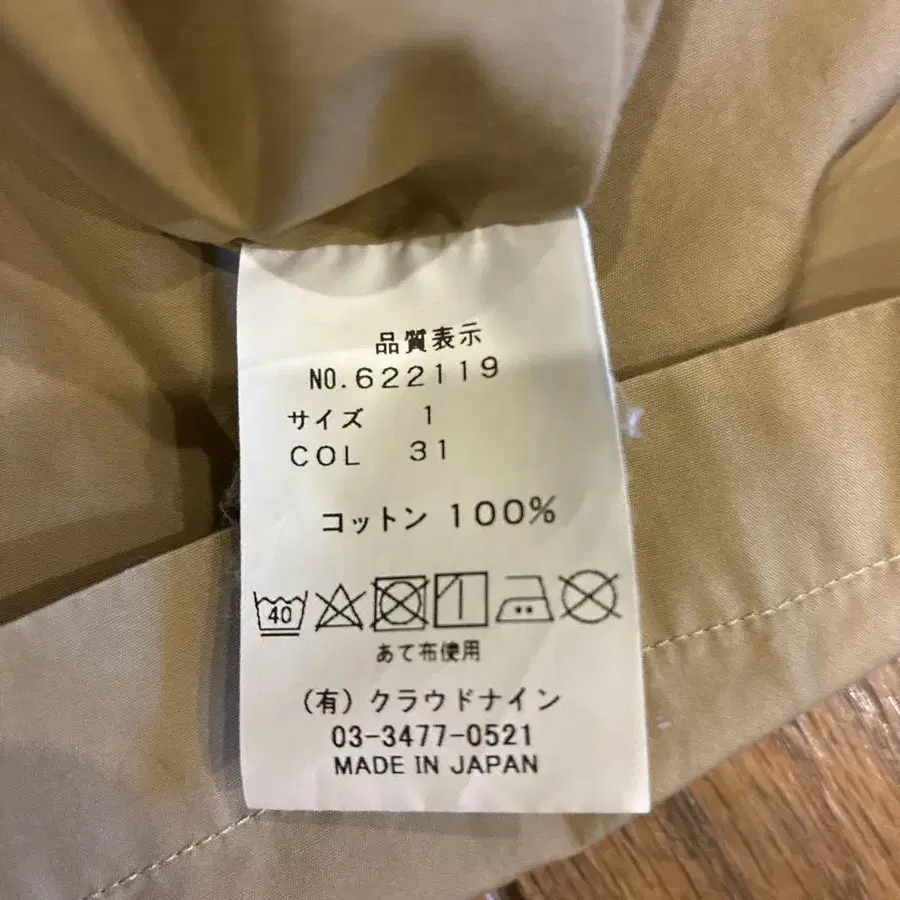 品質表示
NO.622119
サイズ 1
COL 31
コットン 100%
40
あて布使用
(有) クラウドナイン
03-3477-0521
MADE IN JAPAN